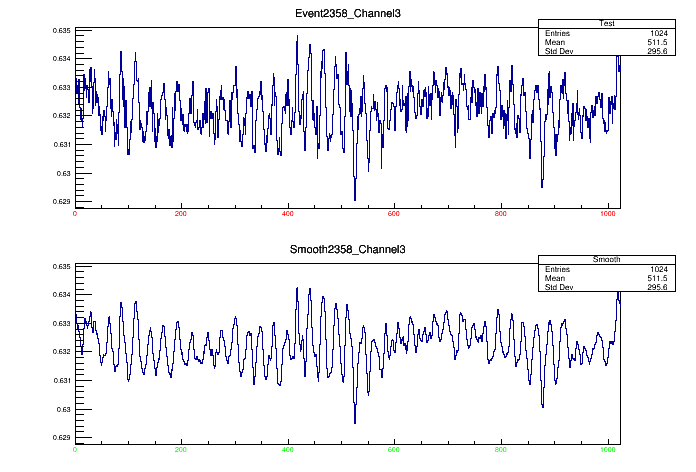 Event2358_Channel3
Test
Entries 1024
Mean 511.5
Std Dev 295.6
0.635
0.634
0.633
0.632
0.631
0.63
0.629
0 200 400 600 800 1000
Smooth2358_Channel3
Smooth
Entries 1024
Mean 511.5
Std Dev 295.6
0.635
0.634
0.633
0.632
0.631
0.63
0.629
0 200 400 600 800 1000